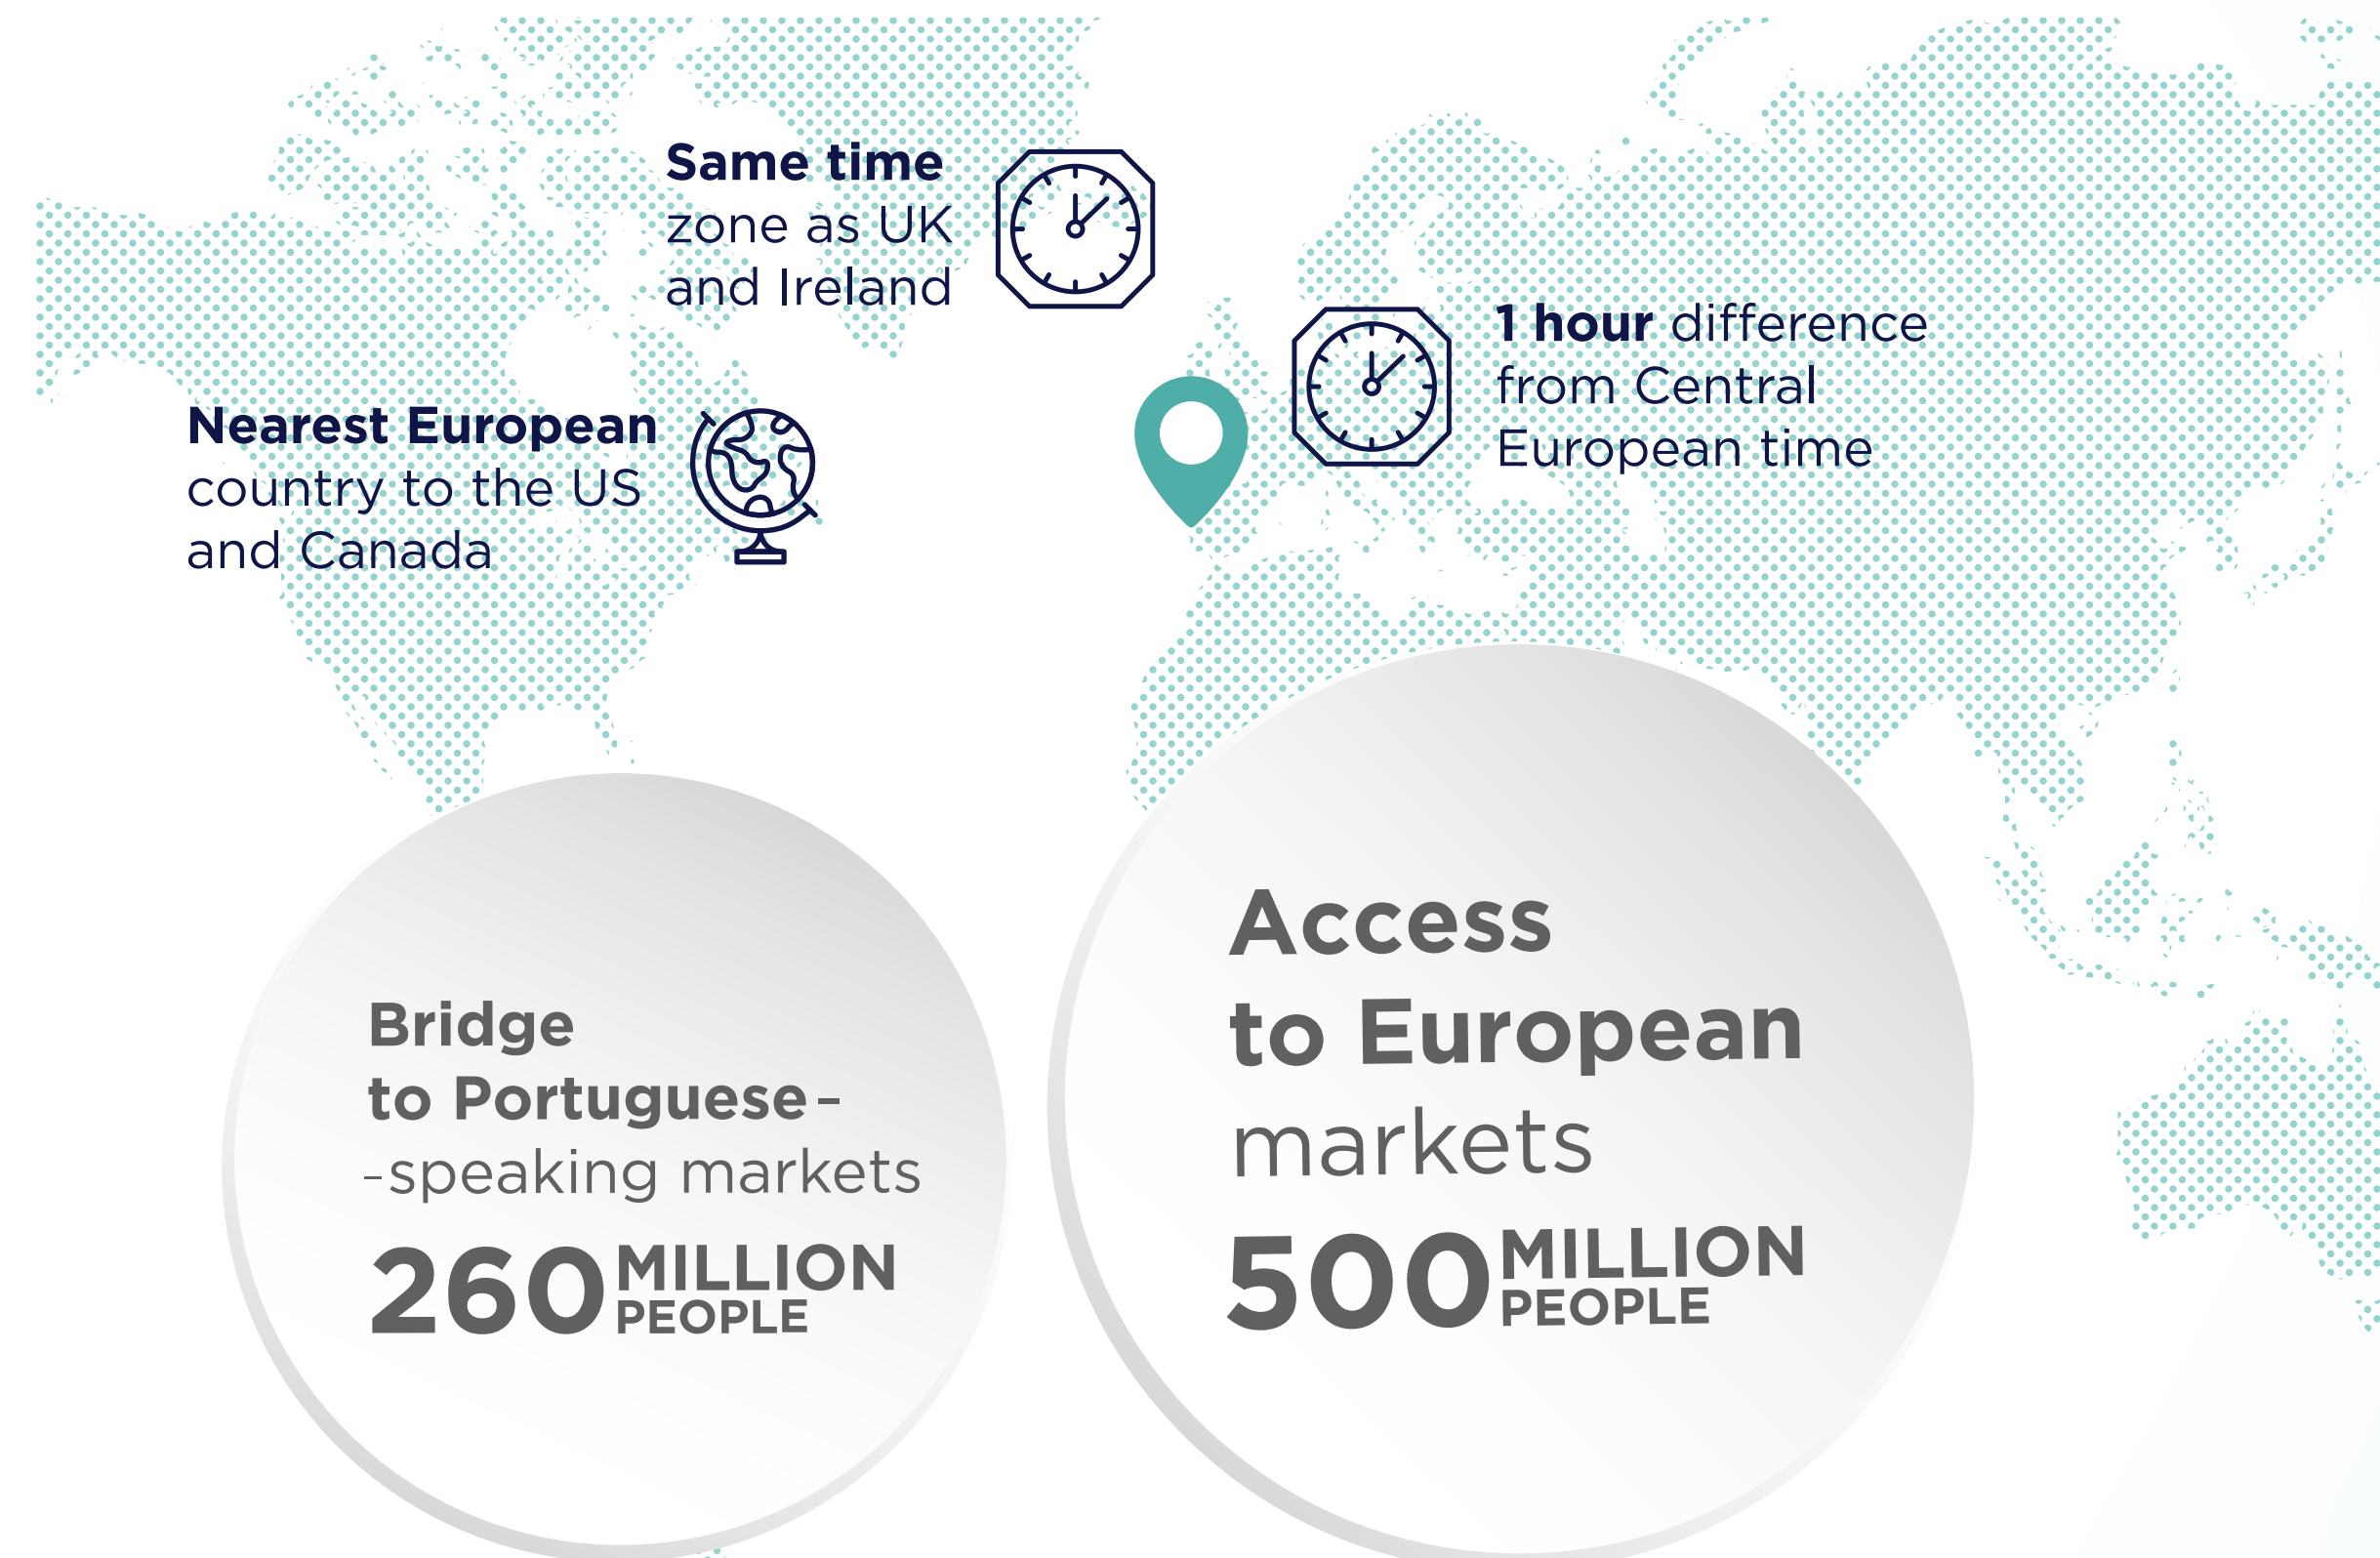 Same time
zone as UK
and Ireland
1 hour difference
from Central
European time
Nearest European
country to the US
and Canada
Bridge
to Portuguese-
-speaking markets
260 MILLION
PEOPLE
Access
to European
markets
500 MILLION
PEOPLE